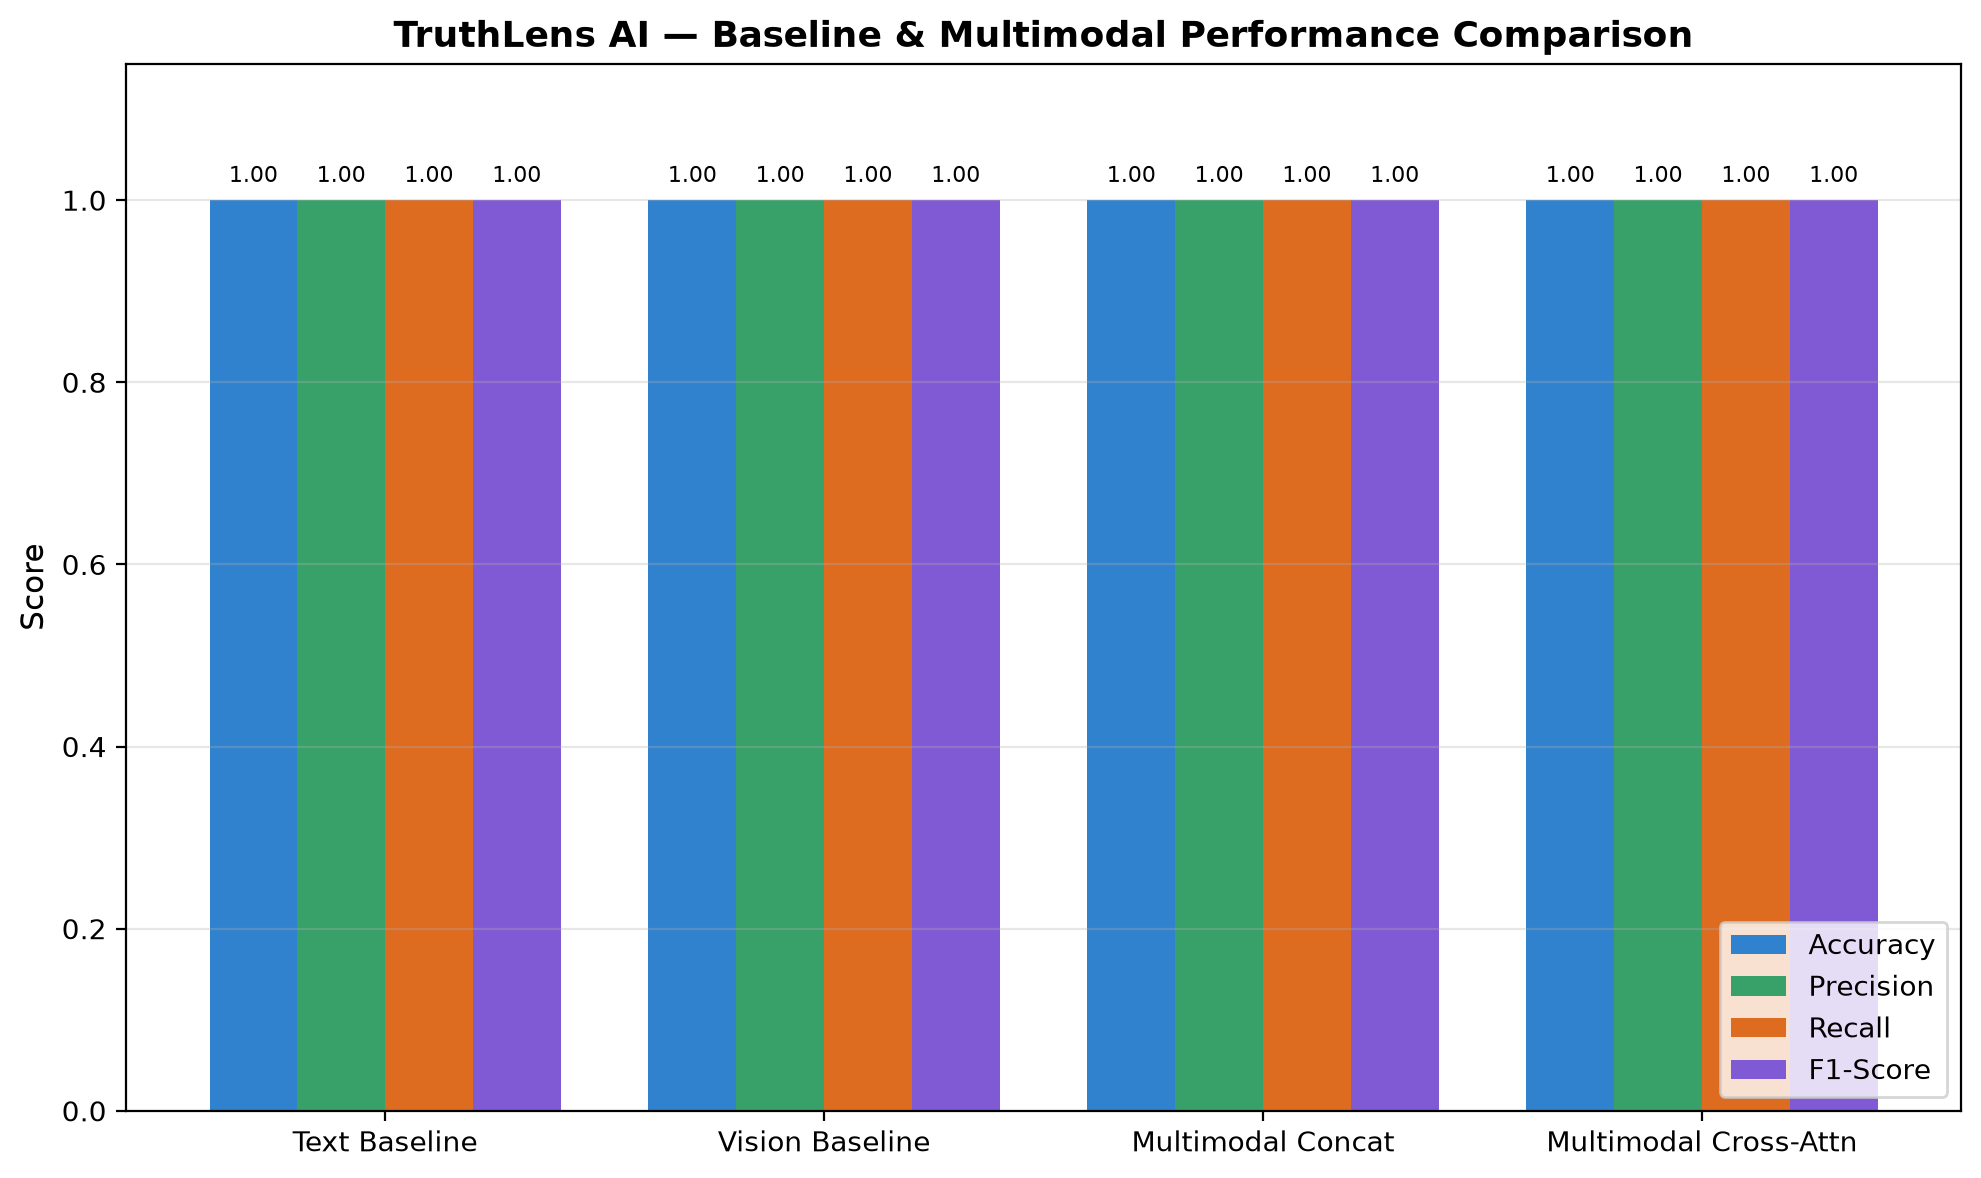 TruthLens AI — Baseline & Multimodal Performance Comparison
1.00 1.00 1.00 1.00 1.00 1.00 1.00 1.00 1.00 1.00 1.00 1.00 1.00 1.00 1.00 1.00
1.0
0.8
0.6
0.4
0.2
0.0
Score
Accuracy
Precision
Recall
F1-Score
Text Baseline Vision Baseline Multimodal Concat Multimodal Cross-Attn